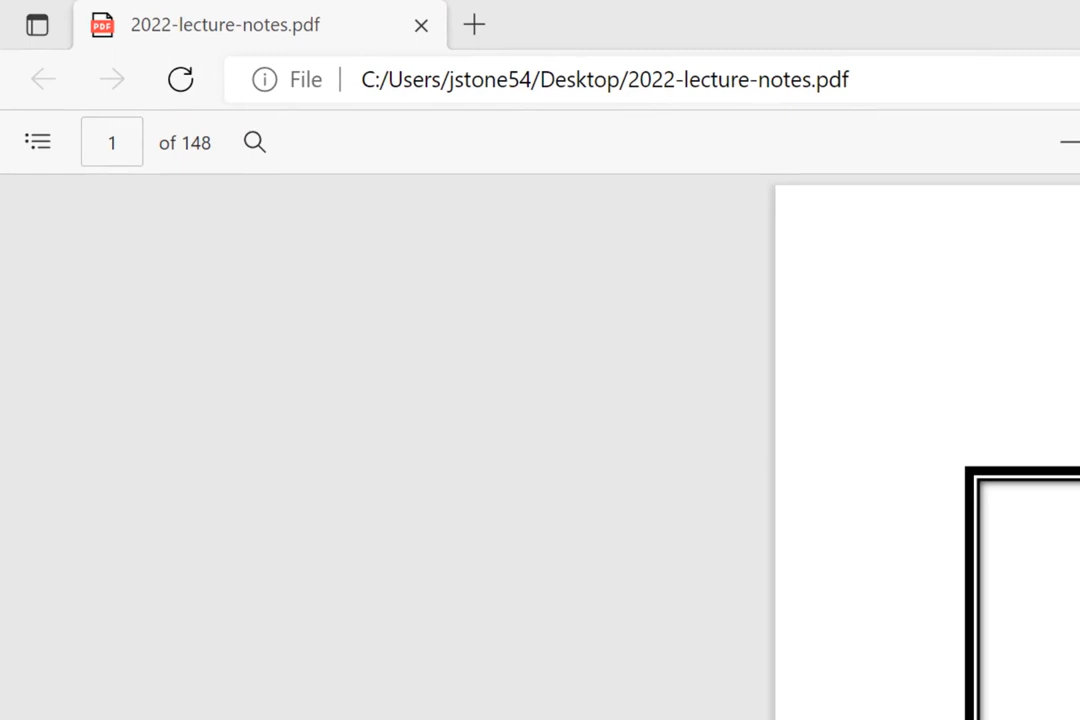 2022-lecture-notes.pdf
File C:/Users/jstone54/Desktop/2022-lecture-notes.pdf
1 of 148